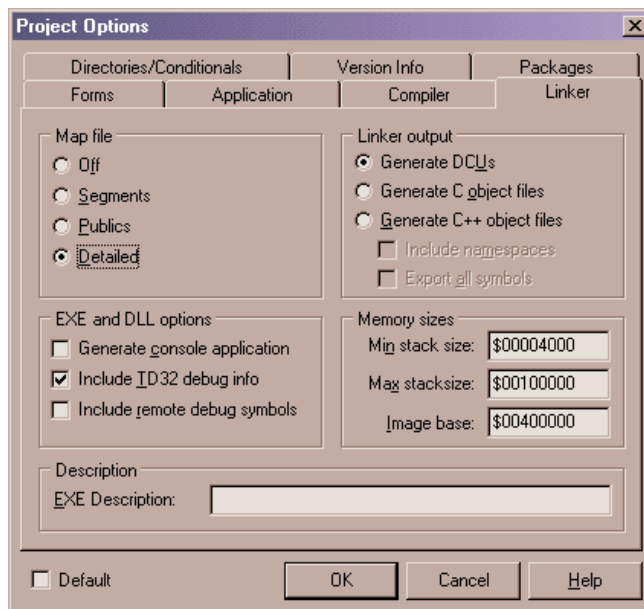 Project Options
Directories/Conditionals Version Info Packages
Forms Application Compiler Linker
Map file
Off
Segments
Publics
Detailed
Linker output
Generate DCUs
Generate C object files
Generate C++ object files
Include namespaces
Export all symbols
EXE and DLL options
Generate console application
Include TD32 debug info
Include remote debug symbols
Memory sizes
Min stack size: $00004000
Max stacksize: $00100000
Image base: $00400000
Description
EXE Description:
Default OK Cancel Help